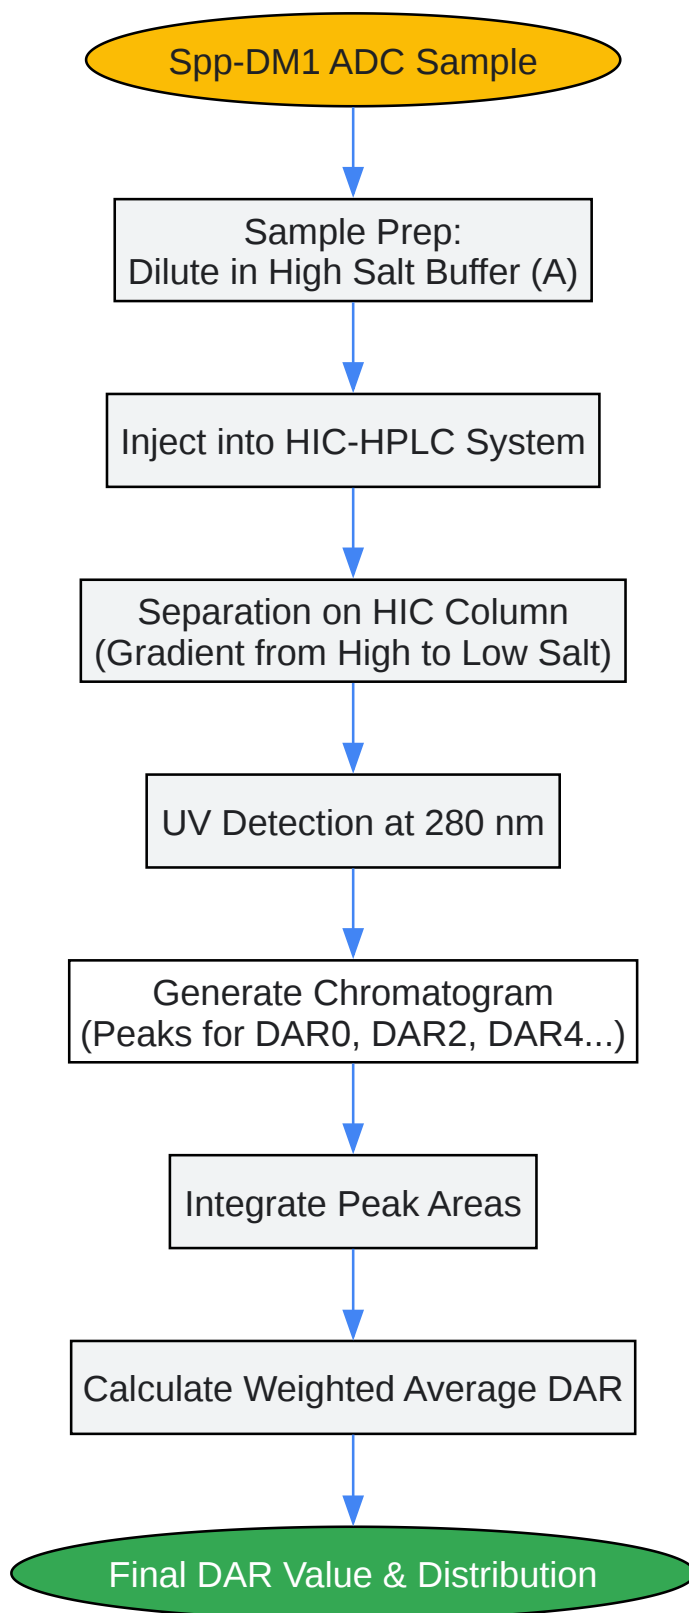 Spp-DM1 ADC Sample
Sample Prep:
Dilute in High Salt Buffer (A)
Inject into HIC-HPLC System
Separation on HIC Column
(Gradient from High to Low Salt)
UV Detection at 280 nm
Generate Chromatogram
(Peaks for DAR0, DAR2, DAR4...)
Integrate Peak Areas
Calculate Weighted Average DAR
Final DAR Value & Distribution